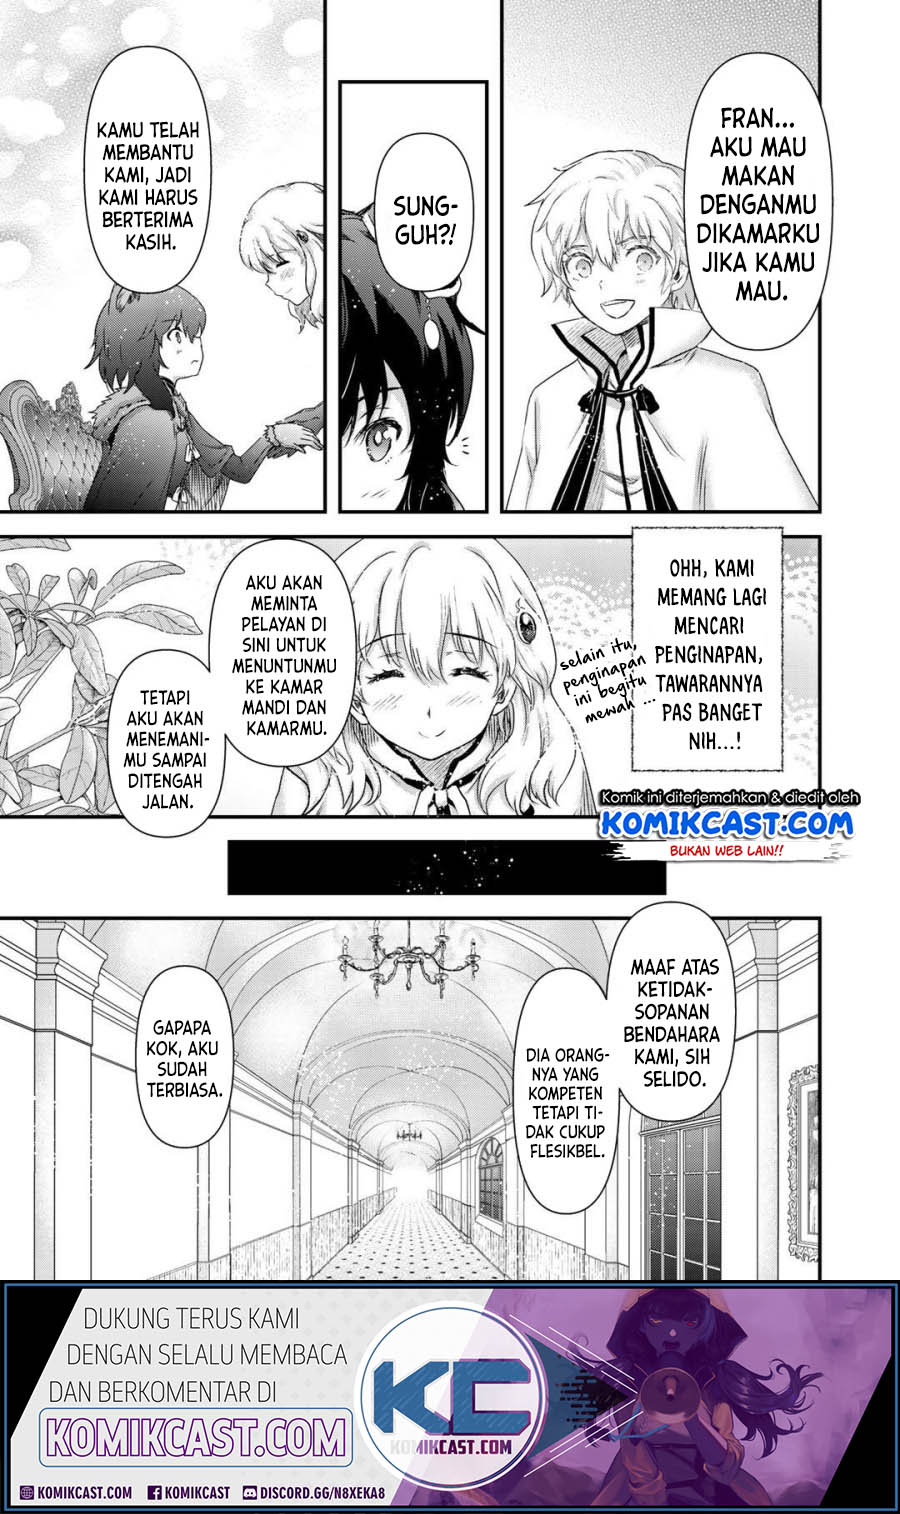 FRAN...
AKU MAU
MAKAN
DENGANMU
DIKAMARKU
JIKA KAMU
MAU.
SUNG-
GUH?!
KAMU TELAH
MEMBANTU
KAMI, JADI
KAMI HARUS
BERTERIMA
KASIH.
OHH, KAMI
MEMANG LAGI
MENCARI
PENGINAPAN,
TAWARANNYA
PAS BANGET
NIH...!
selain itu,
penginapan
ini begitu
mewah ...
AKU AKAN
MEMINTA
PELAYAN DI
SINI UNTUK
MENUNTUNMU
KE KAMAR
MANDI DAN
KAMARMU.
TETAPI
AKU AKAN
MENEMANI-
MU SAMPAI
DITENGAH
JALAN.
Komik ini diterjemahkan & diedit oleh
KOMIKCAST.COM
BUKAN WEB LAIN!!
MAAF ATAS
KETIDAK-
SOPANAN
BENDAHARA
KAMI, SIH
SELIDO.
DIA ORANG-
NYA YANG
KOMPETEN
TETAPI TI-
DAK CUKUP
FLESIKBEL.
GAPAPA
KOK, AKU
SUDAH
TERBIASA.
DUKUNG TERUS KAMI
DENGAN SELALU MEMBACA
DAN BERKOMENTAR DI
KOMIKCAST.COM
KC
KOMIKCAST.COM
KOMIKCAST.COM KOMIKCAST DISCORD.GG/N8XEKA8